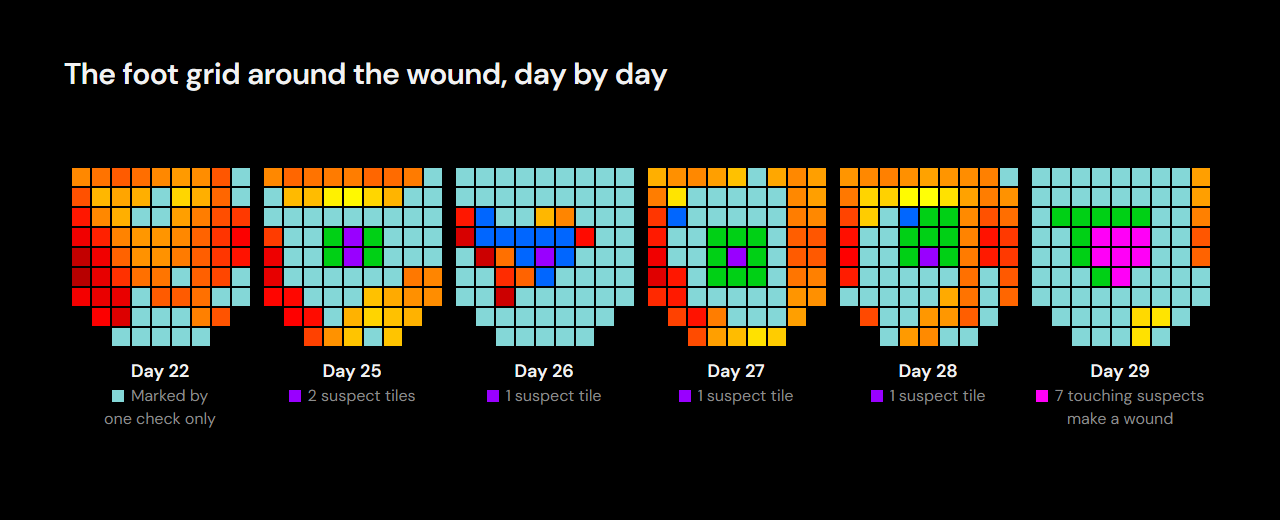 The foot grid around the wound, day by day
Day 22
Marked by
one check only
Day 25
2 suspect tiles
Day 26
1 suspect tile
Day 27
1 suspect tile
Day 28
1 suspect tile
Day 29
7 touching suspects
make a wound